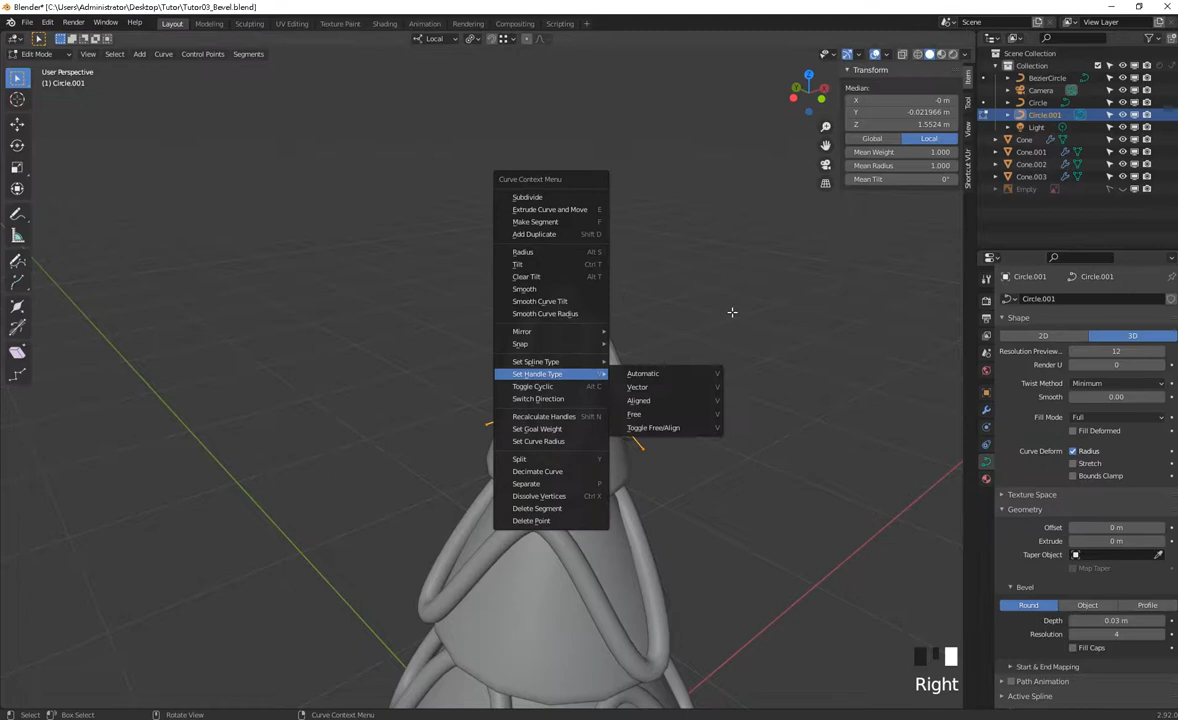 Blender* [C:\Users\Administrator\Desktop\Tutor\Tutor03_Bevel.blend]
File Edit Render Window Help Layout Modeling Sculpting UV Editing Texture Paint Shading Animation Rendering Compositing Scripting + Scene View Layer
Local
Edit Mode View Select Add Curve Control Points Segments
User Perspective
(1) Circle.001
Transform
Median:
X -0 m
Y -0.021966 m
Z 1.5524 m
Global Local
Mean Weight 1.000
Mean Radius 1.000
Mean Tilt 0°
Item
Tool
View
Shortcut VUr
Scene Collection
Collection
BezierCircle
Camera
Circle
Circle.001
Light
Cone
Cone.001
Cone.002
Cone.003
Empty
Curve Context Menu
Subdivide
Extrude Curve and Move E
Make Segment F
Add Duplicate Shift D
Radius Alt S
Tilt Ctrl T
Clear Tilt Alt T
Smooth
Smooth Curve Tilt
Smooth Curve Radius
Mirror
Snap
Set Spline Type
Set Handle Type V
Toggle Cyclic Alt C
Switch Direction
Recalculate Handles Shift N
Set Goal Weight
Set Curve Radius
Split Y
Decimate Curve
Separate P
Dissolve Vertices Ctrl X
Delete Segment
Delete Point
Automatic V
Vector V
Aligned V
Free V
Toggle Free/Align V
Circle.001 Circle.001
Circle.001
Shape
2D 3D
Resolution Preview... 12
Render U 0
Twist Method Minimum
Smooth 0.00
Fill Mode Full
Fill Deformed
Curve Deform Radius
Stretch
Bounds Clamp
Texture Space
Geometry
Offset 0 m
Extrude 0 m
Taper Object
Map Taper
Bevel
Round Object Profile
Depth 0.03 m
Resolution 4
Fill Caps
Start & End Mapping
Path Animation
Active Spline
Right
Select Box Select Rotate View Curve Context Menu 2.92.0